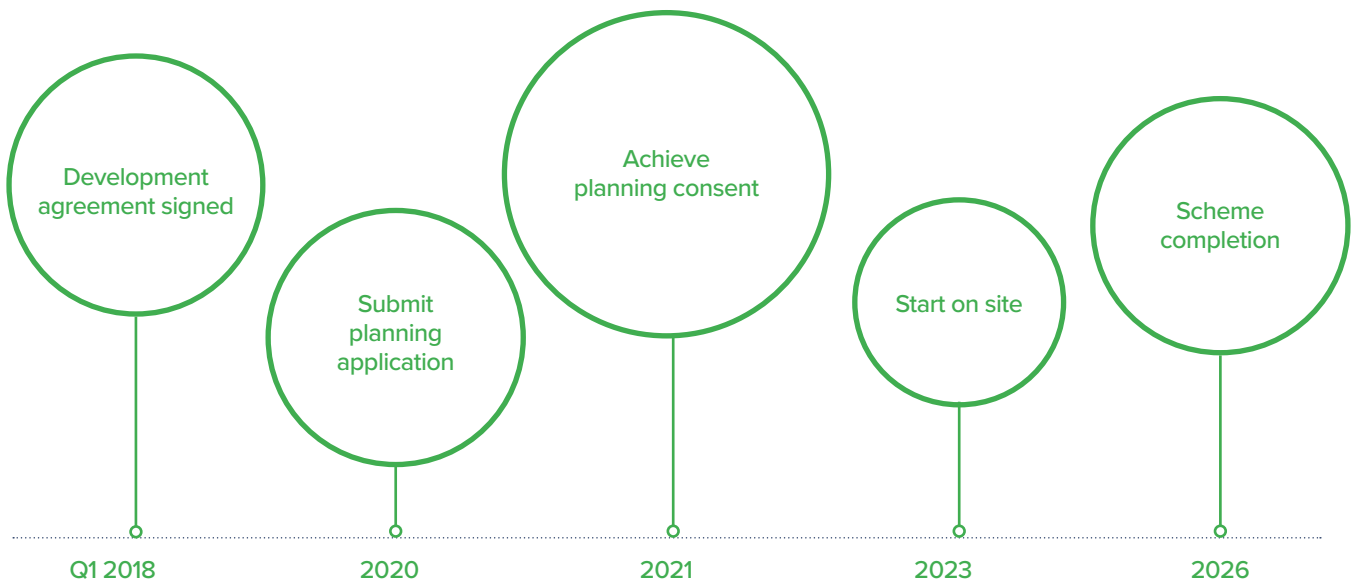 Development
agreement signed
Submit
planning
application
Achieve
planning consent
Start on site
Scheme
completion
Q1 2018
2020
2021
2023
2026